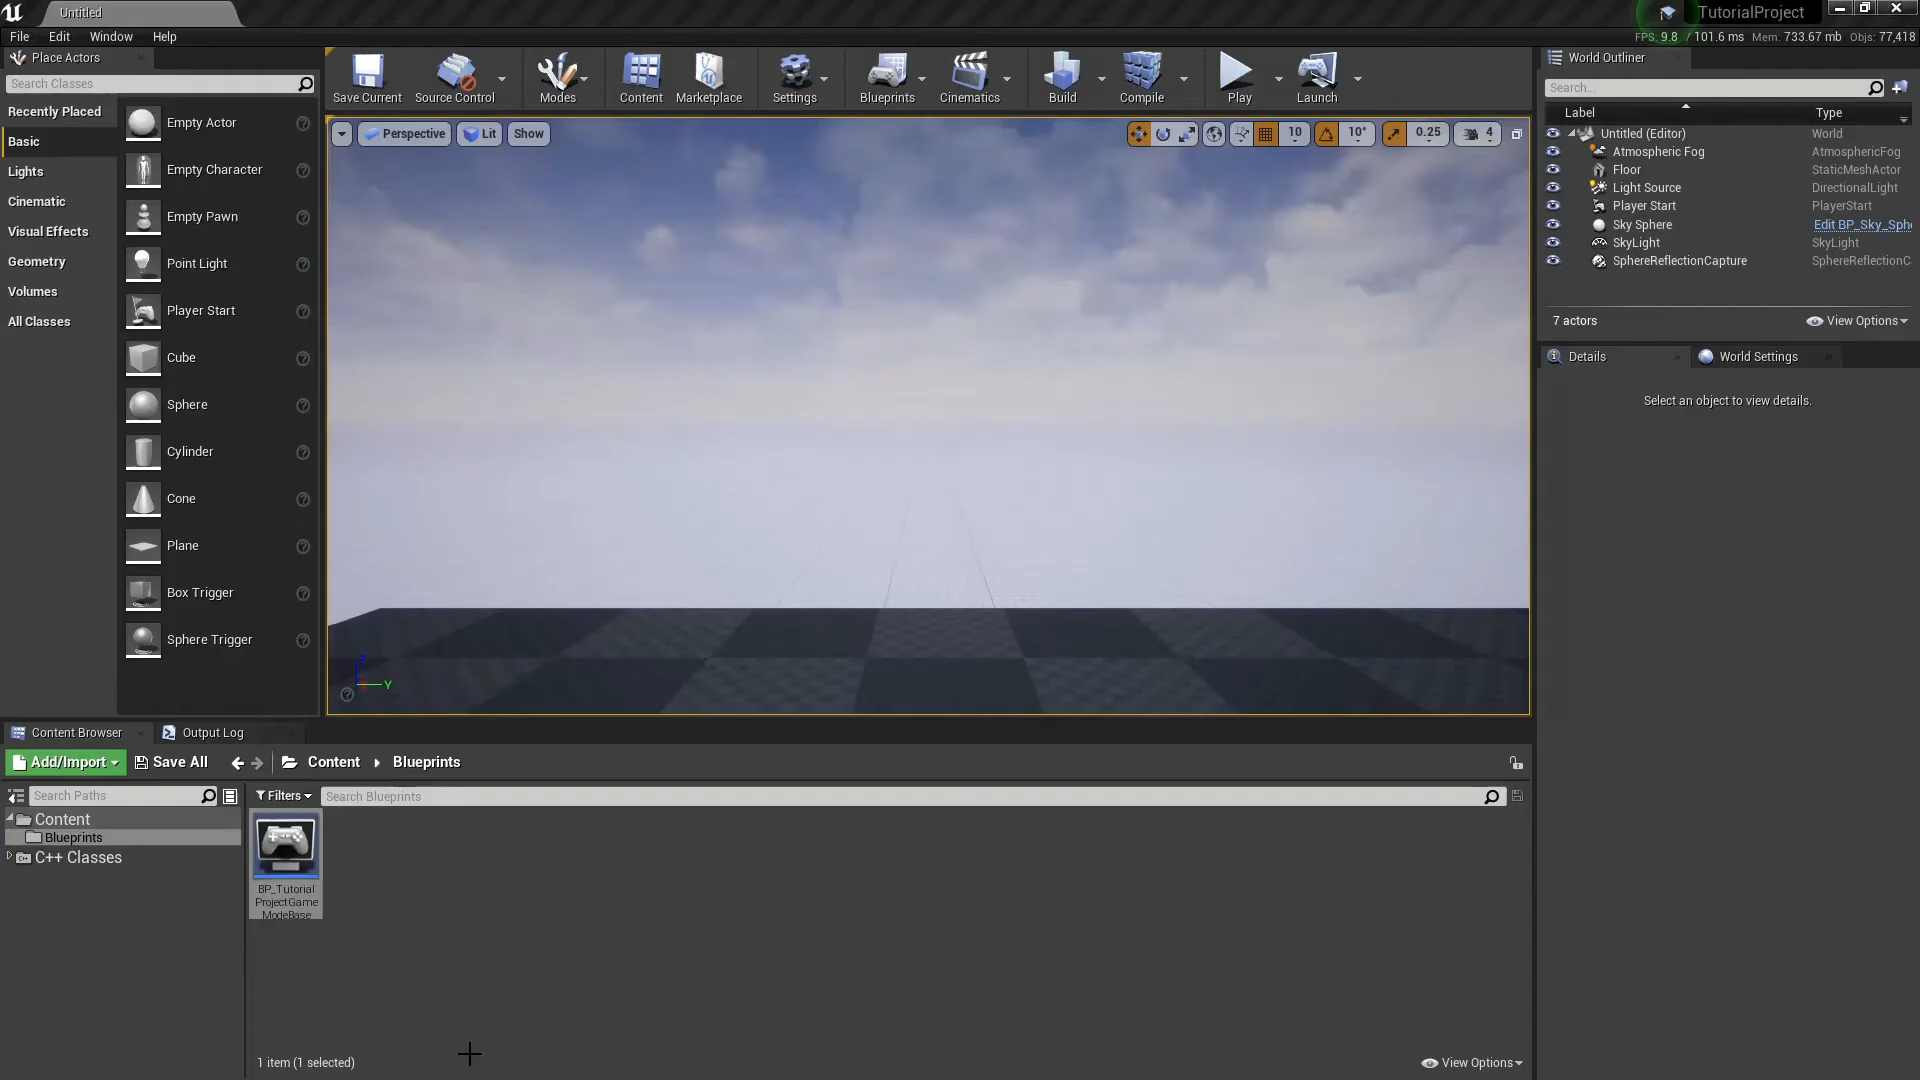 Untitled
TutorialProject
File Edit Window Help
FPS: 9.8 / 101.6 ms Mem: 733.67 mb Objs: 77,418
Place Actors
Search Classes
Recently Placed
Basic
Lights
Cinematic
Visual Effects
Geometry
Volumes
All Classes
Empty Actor
Empty Character
Empty Pawn
Point Light
Player Start
Cube
Sphere
Cylinder
Cone
Plane
Box Trigger
Sphere Trigger
Save Current Source Control Modes Content Marketplace Settings Blueprints Cinematics Build Compile Play Launch
Perspective Lit Show 10 10° 0.25 4
Z
Y
World Outliner
Search...
Label Type
Untitled (Editor) World
Atmospheric Fog AtmosphericFog
Floor StaticMeshActor
Light Source DirectionalLight
Player Start PlayerStart
Sky Sphere Edit BP_Sky_Sph
SkyLight SkyLight
SphereReflectionCapture SphereReflectionC
7 actors View Options
Details World Settings
Select an object to view details.
Content Browser Output Log
Add/Import Save All Content Blueprints
Search Paths Filters Search Blueprints
Content
Blueprints
C++ Classes
BP_Tutorial
ProjectGame
ModeBase
1 item (1 selected) View Options